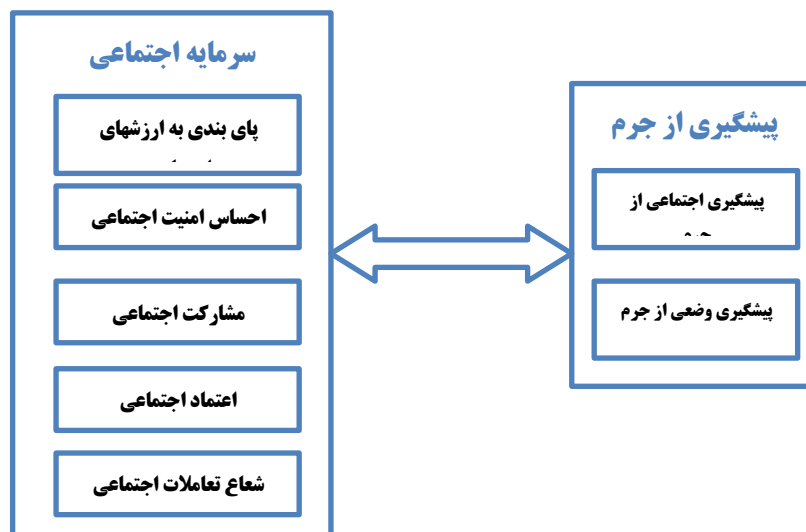 سرمایه اجتماعی
پای بندی به ارزشهای
احساس امنیت اجتماعی
مشارکت اجتماعی
اعتماد اجتماعی
شعاع تعاملات اجتماعی
پیشگیری از جرم
پیشگیری اجتماعی از
پیشگیری وضعی از جرم